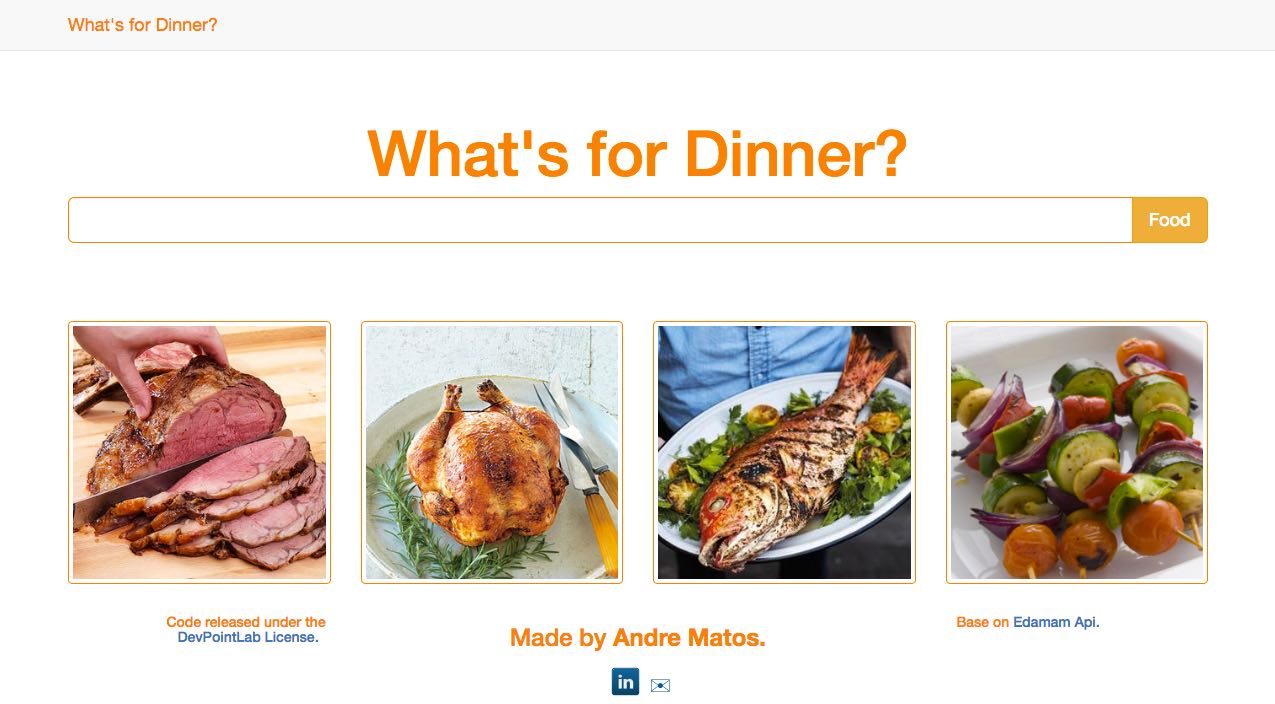 What's for Dinner?
What's for Dinner?
Food
Code released under the
DevPointLab License.
Made by Andre Matos.
in
Base on Edamam Api.